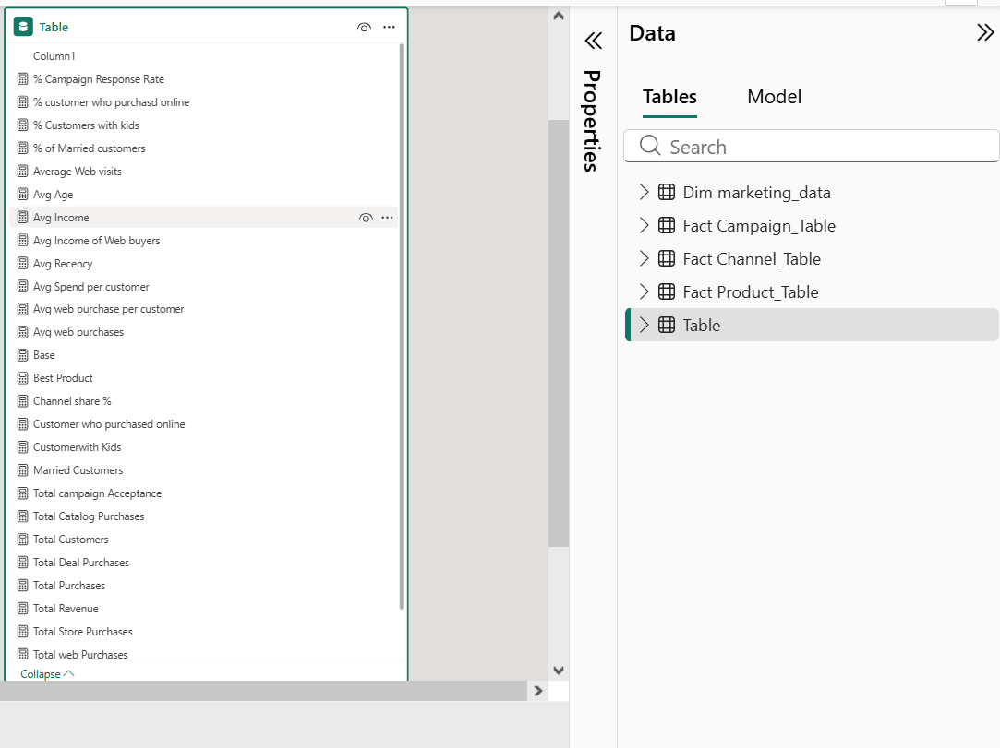 Table
Column1
% Campaign Response Rate
% customer who purchasd online
% Customers with kids
% of Married customers
Average Web visits
Avg Age
Avg Income
Avg Income of Web buyers
Avg Recency
Avg Spend per customer
Avg web purchase per customer
Avg web purchases
Base
Best Product
Channel share %
Customer who purchased online
Customerwith Kids
Married Customers
Total campaign Acceptance
Total Catalog Purchases
Total Customers
Total Deal Purchases
Total Purchases
Total Revenue
Total Store Purchases
Total web Purchases
Collapse
Properties
Data
Tables Model
Search
Dim marketing_data
Fact Campaign_Table
Fact Channel_Table
Fact Product_Table
Table